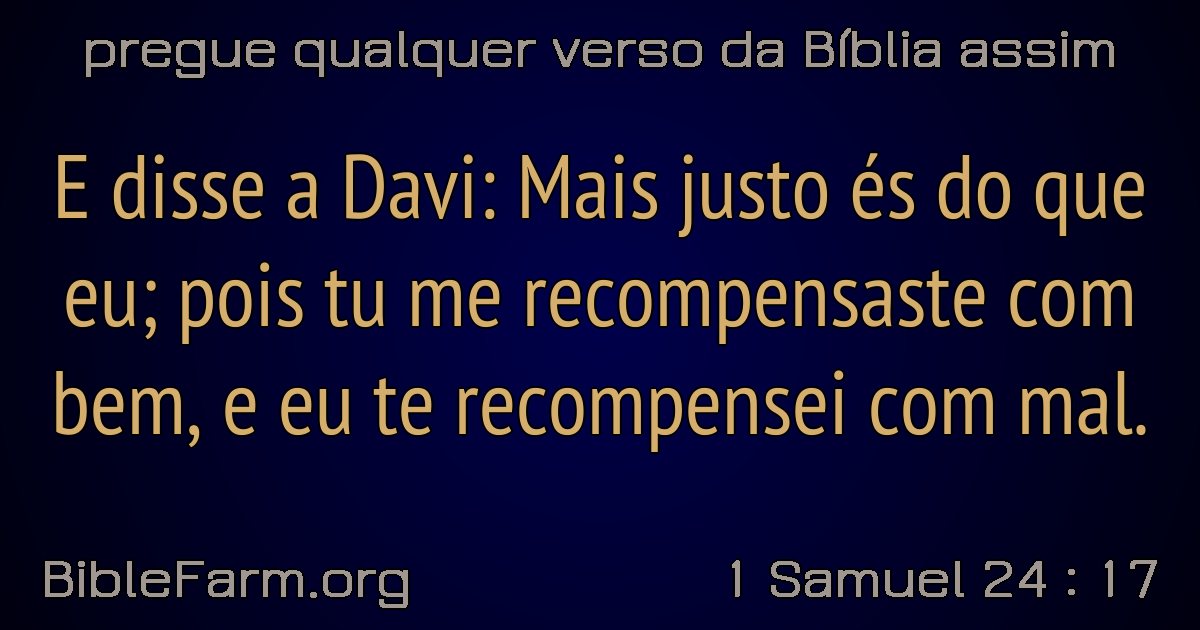 pregue qualquer verso da Bíblia assim
E disse a Davi: Mais justo és do que
eu; pois tu me recompensaste com
bem, e eu te recompensei com mal.
BibleFarm.org
1 Samuel 24 : 17